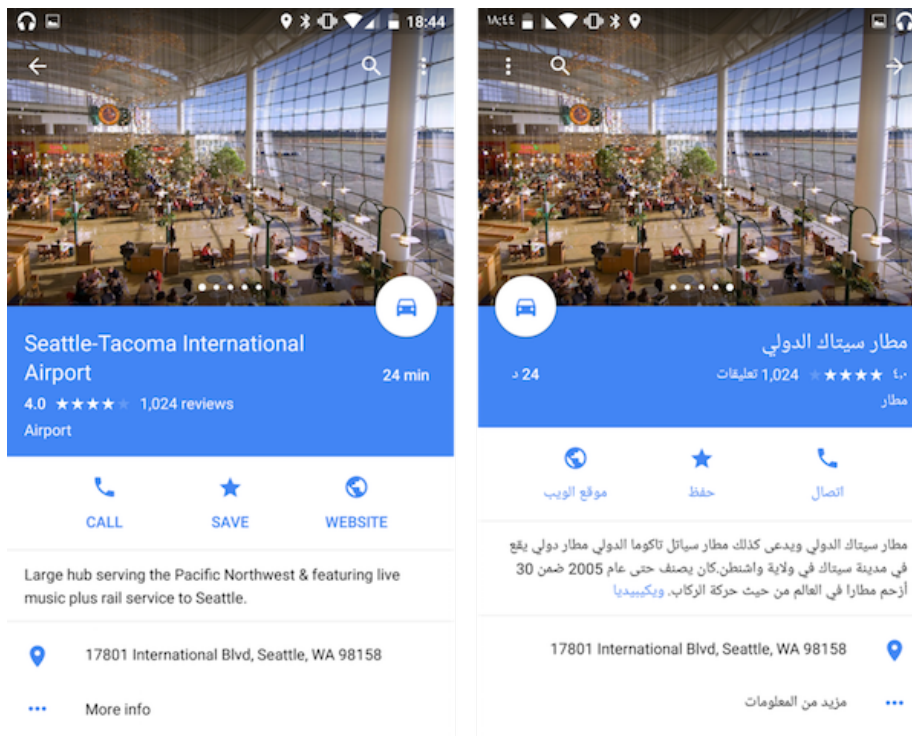 18:44
Seattle-Tacoma International
Airport
24 min
4.0 1,024 reviews
Airport
CALL SAVE WEBSITE
Large hub serving the Pacific Northwest & featuring live
music plus rail service to Seattle.
17801 International Blvd, Seattle, WA 98158
More info
١٨:٤٤
مطار سيتاك الدولي
٤,٠ 1,024 تعليقات
24 د
مطار
اتصال حفظ موقع الويب
مطار سيتاك الدولي ويدعى كذلك مطار سياتل تاكوما الدولي مطار دولي يقع
في مدينة سيتاك في ولاية واشنطن.كان يصنف حتى عام 2005 ضمن 30
أزحم مطارا في العالم من حيث حركة الركاب. ويكيبيديا
17801 International Blvd, Seattle, WA 98158
مزيد من المعلومات